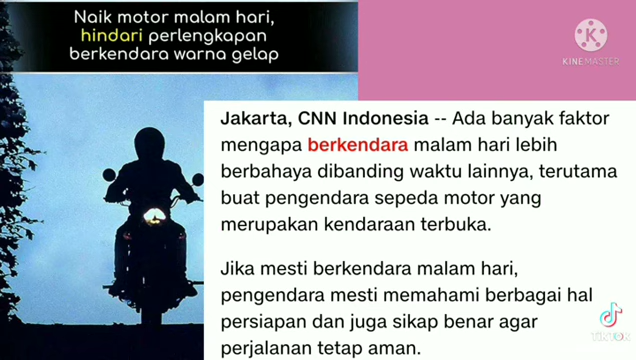 Naik motor malam hari,
hindari perlengkapan
berkendara warna gelap
KINEMASTER
Jakarta, CNN Indonesia -- Ada banyak faktor
mengapa berkendara malam hari lebih
berbahaya dibanding waktu lainnya, terutama
buat pengendara sepeda motor yang
merupakan kendaraan terbuka.
Jika mesti berkendara malam hari,
pengendara mesti memahami berbagai hal
persiapan dan juga sikap benar agar
perjalanan tetap aman.